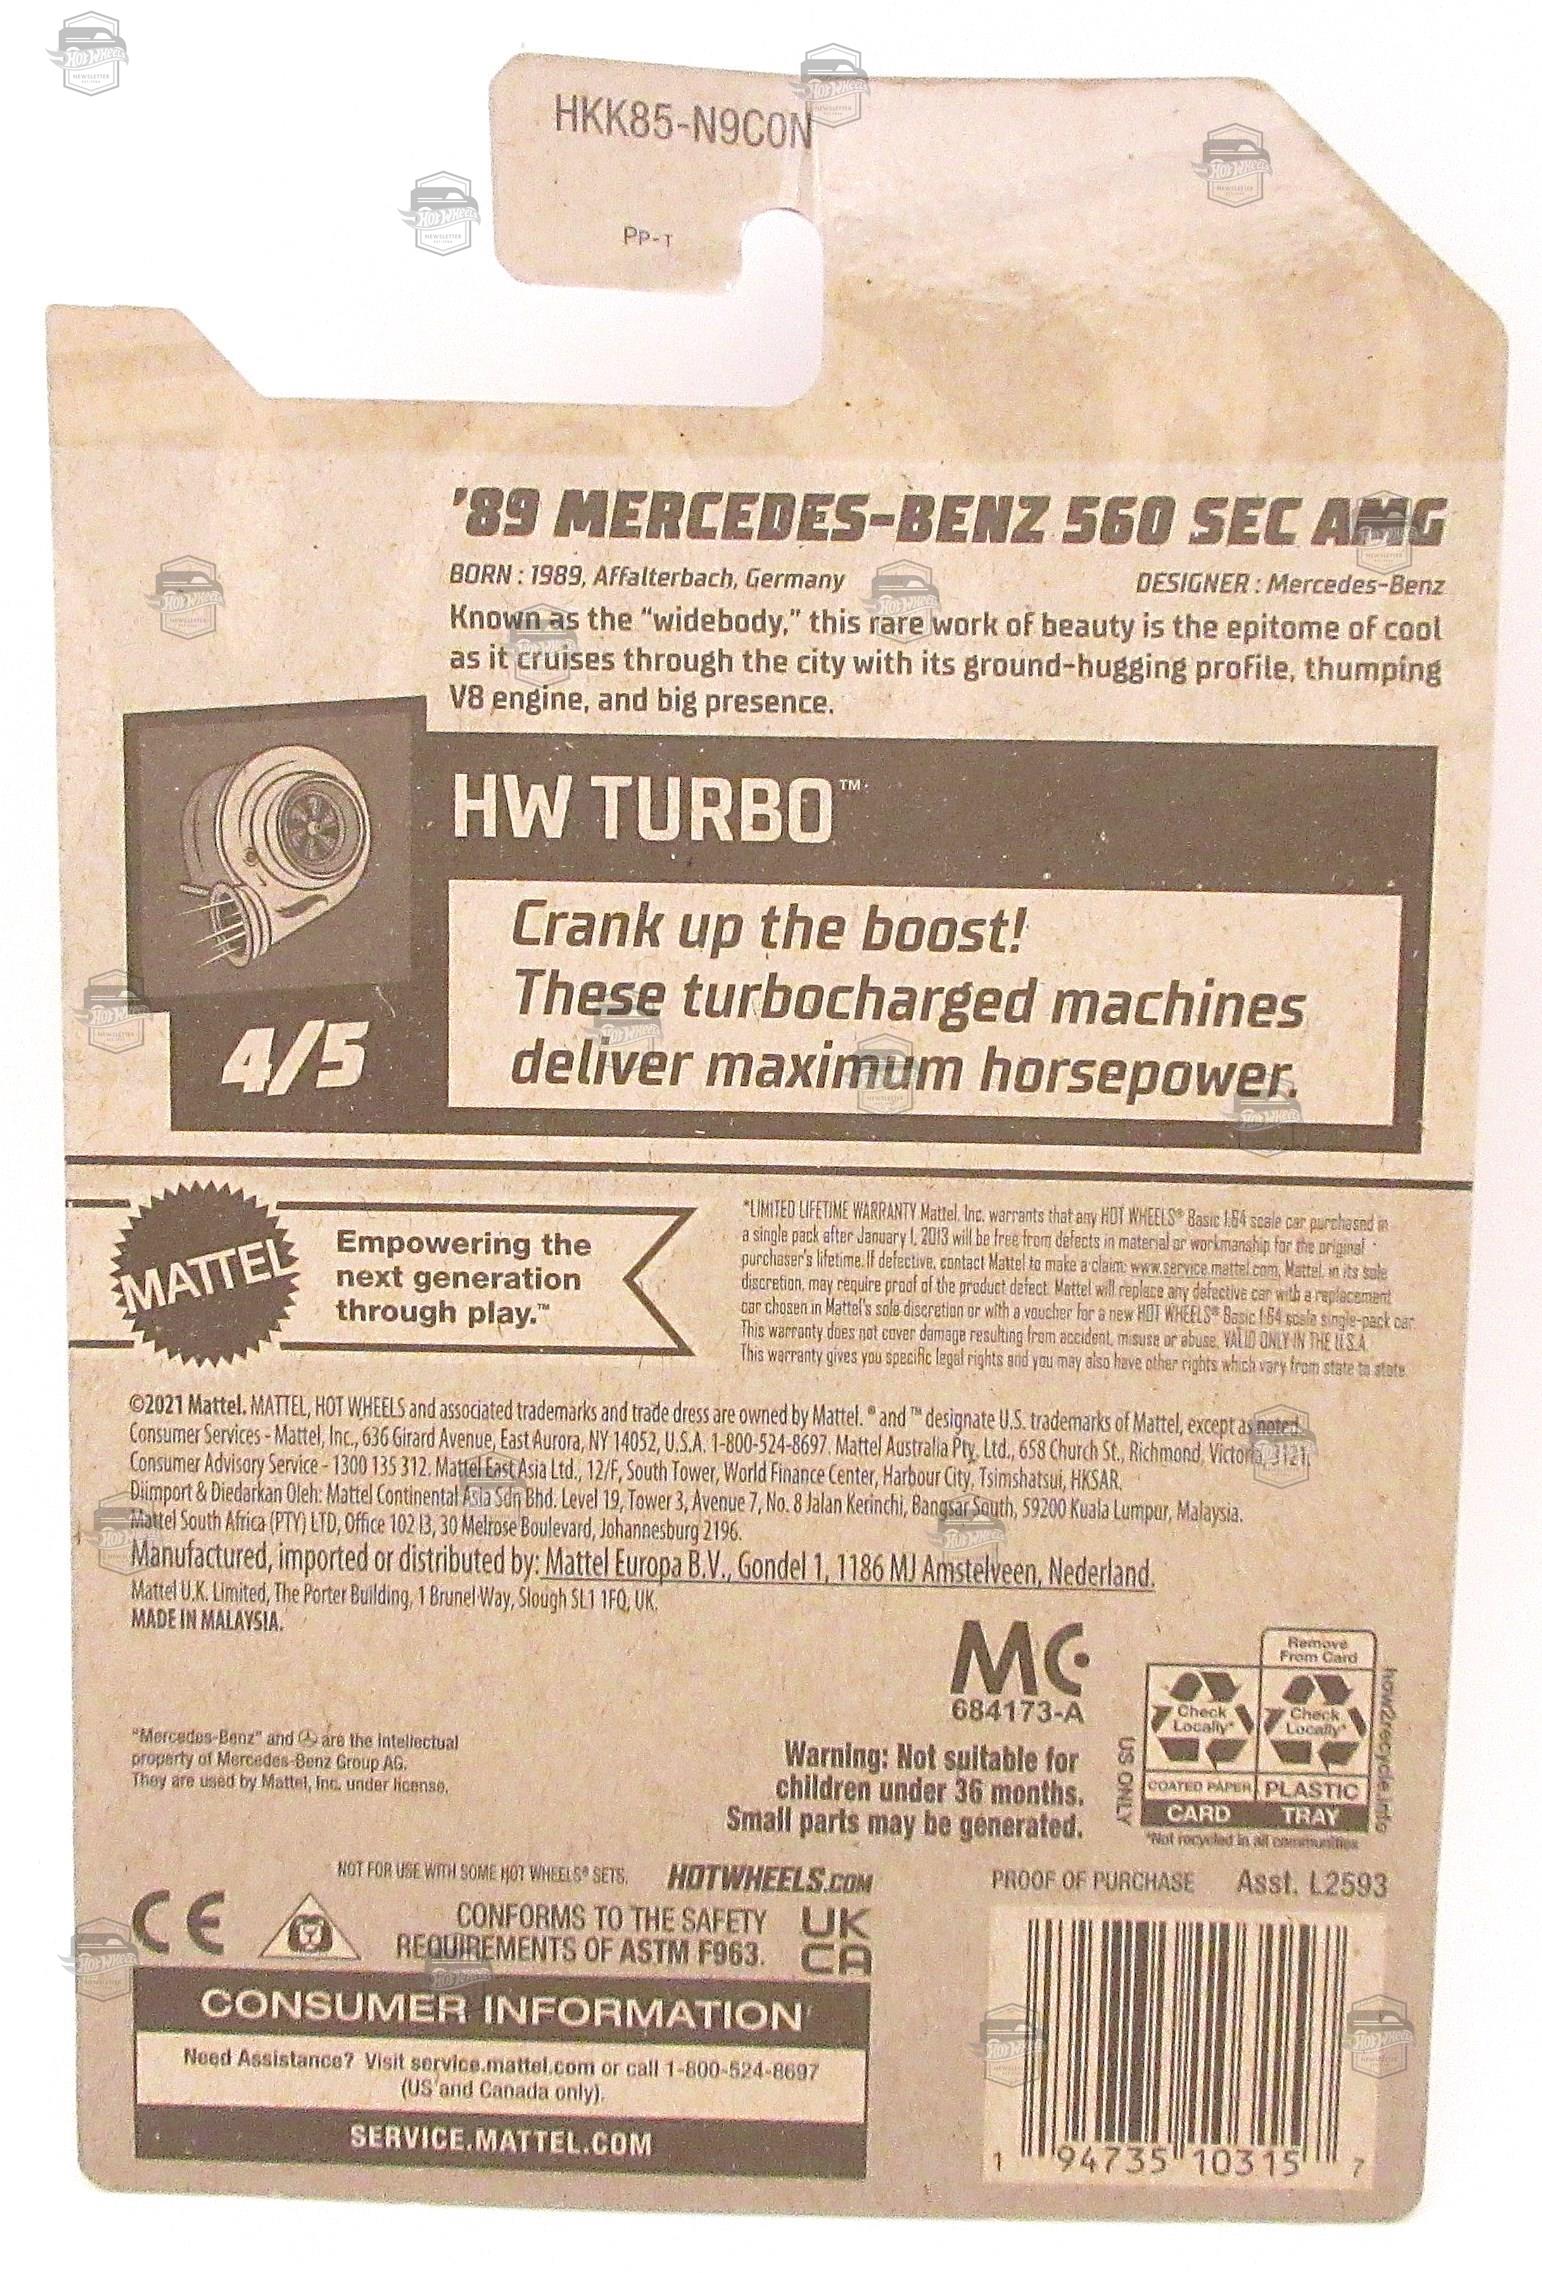 HKK85-N9C0N
PP-T
'89 MERCEDES-BENZ 560 SEC AMG
BORN : 1989, Affalterbach, Germany
DESIGNER : Mercedes-Benz
Known as the "widebody," this rare work of beauty is the epitome of cool
as it cruises through the city with its ground-hugging profile, thumping
V8 engine, and big presence.
HW TURBO™
Crank up the boost!
These turbocharged machines
deliver maximum horsepower.
4/5
MATTEL
Empowering the
next generation
through play.™
*LIMITED LIFETIME WARRANTY Mattel, Inc. warrants that any HOT WHEELS® Basic 1:64 scale car purchased in
a single pack after January 1, 2013 will be free from defects in material or workmanship for the original
purchaser's lifetime. If defective, contact Mattel to make a claim: www.service.mattel.com. Mattel, in its sole
discretion, may require proof of the product defect. Mattel will replace any defective car with a replacement
car chosen in Mattel's sole discretion or with a voucher for a new HOT WHEELS® Basic 1:64 scale single-pack car.
This warranty does not cover damage resulting from accident, misuse or abuse. VALID ONLY IN THE U.S.A.
This warranty gives you specific legal rights and you may also have other rights which vary from state to state.
©2021 Mattel. MATTEL, HOT WHEELS and associated trademarks and trade dress are owned by Mattel. ® and ™ designate U.S. trademarks of Mattel, except as noted.
Consumer Services - Mattel, Inc., 636 Girard Avenue, East Aurora, NY 14052, U.S.A. 1-800-524-8697. Mattel Australia Pty. Ltd., 658 Church St., Richmond, Victoria, 3121.
Consumer Advisory Service - 1300 135 312. Mattel East Asia Ltd., 12/F, South Tower, World Finance Center, Harbour City, Tsimshatsui, HKSAR.
Diimport & Diedarkan Oleh: Mattel Continental Asia Sdn Bhd. Level 19, Tower 3, Avenue 7, No. 8 Jalan Kerinchi, Bangsar South, 59200 Kuala Lumpur, Malaysia.
Mattel South Africa (PTY) LTD, Office 102 I3, 30 Melrose Boulevard, Johannesburg 2196.
Manufactured, imported or distributed by: Mattel Europa B.V., Gondel 1, 1186 MJ Amstelveen, Nederland.
Mattel U.K. Limited, The Porter Building, 1 Brunel Way, Slough SL1 1FQ, UK.
MADE IN MALAYSIA.
MC
684173-A
Remove
From Card
Check
Locally*
Check
Locally*
COATED PAPER
PLASTIC
CARD
TRAY
US ONLY
how2recycle.info
*Not recycled in all communities
"Mercedes-Benz" and are the intellectual
property of Mercedes-Benz Group AG.
They are used by Mattel, Inc. under license.
Warning: Not suitable for
children under 36 months.
Small parts may be generated.
NOT FOR USE WITH SOME HOT WHEELS® SETS.
HOTWHEELS.COM
PROOF OF PURCHASE
Asst. L2593
CE
CONFORMS TO THE SAFETY
REQUIREMENTS OF ASTM F963.
UK
CA
CONSUMER INFORMATION
Need Assistance? Visit service.mattel.com or call 1-800-524-8697
(US and Canada only).
SERVICE.MATTEL.COM
1 94735 10315 7
HOT WHEELS
NEWSLETTER